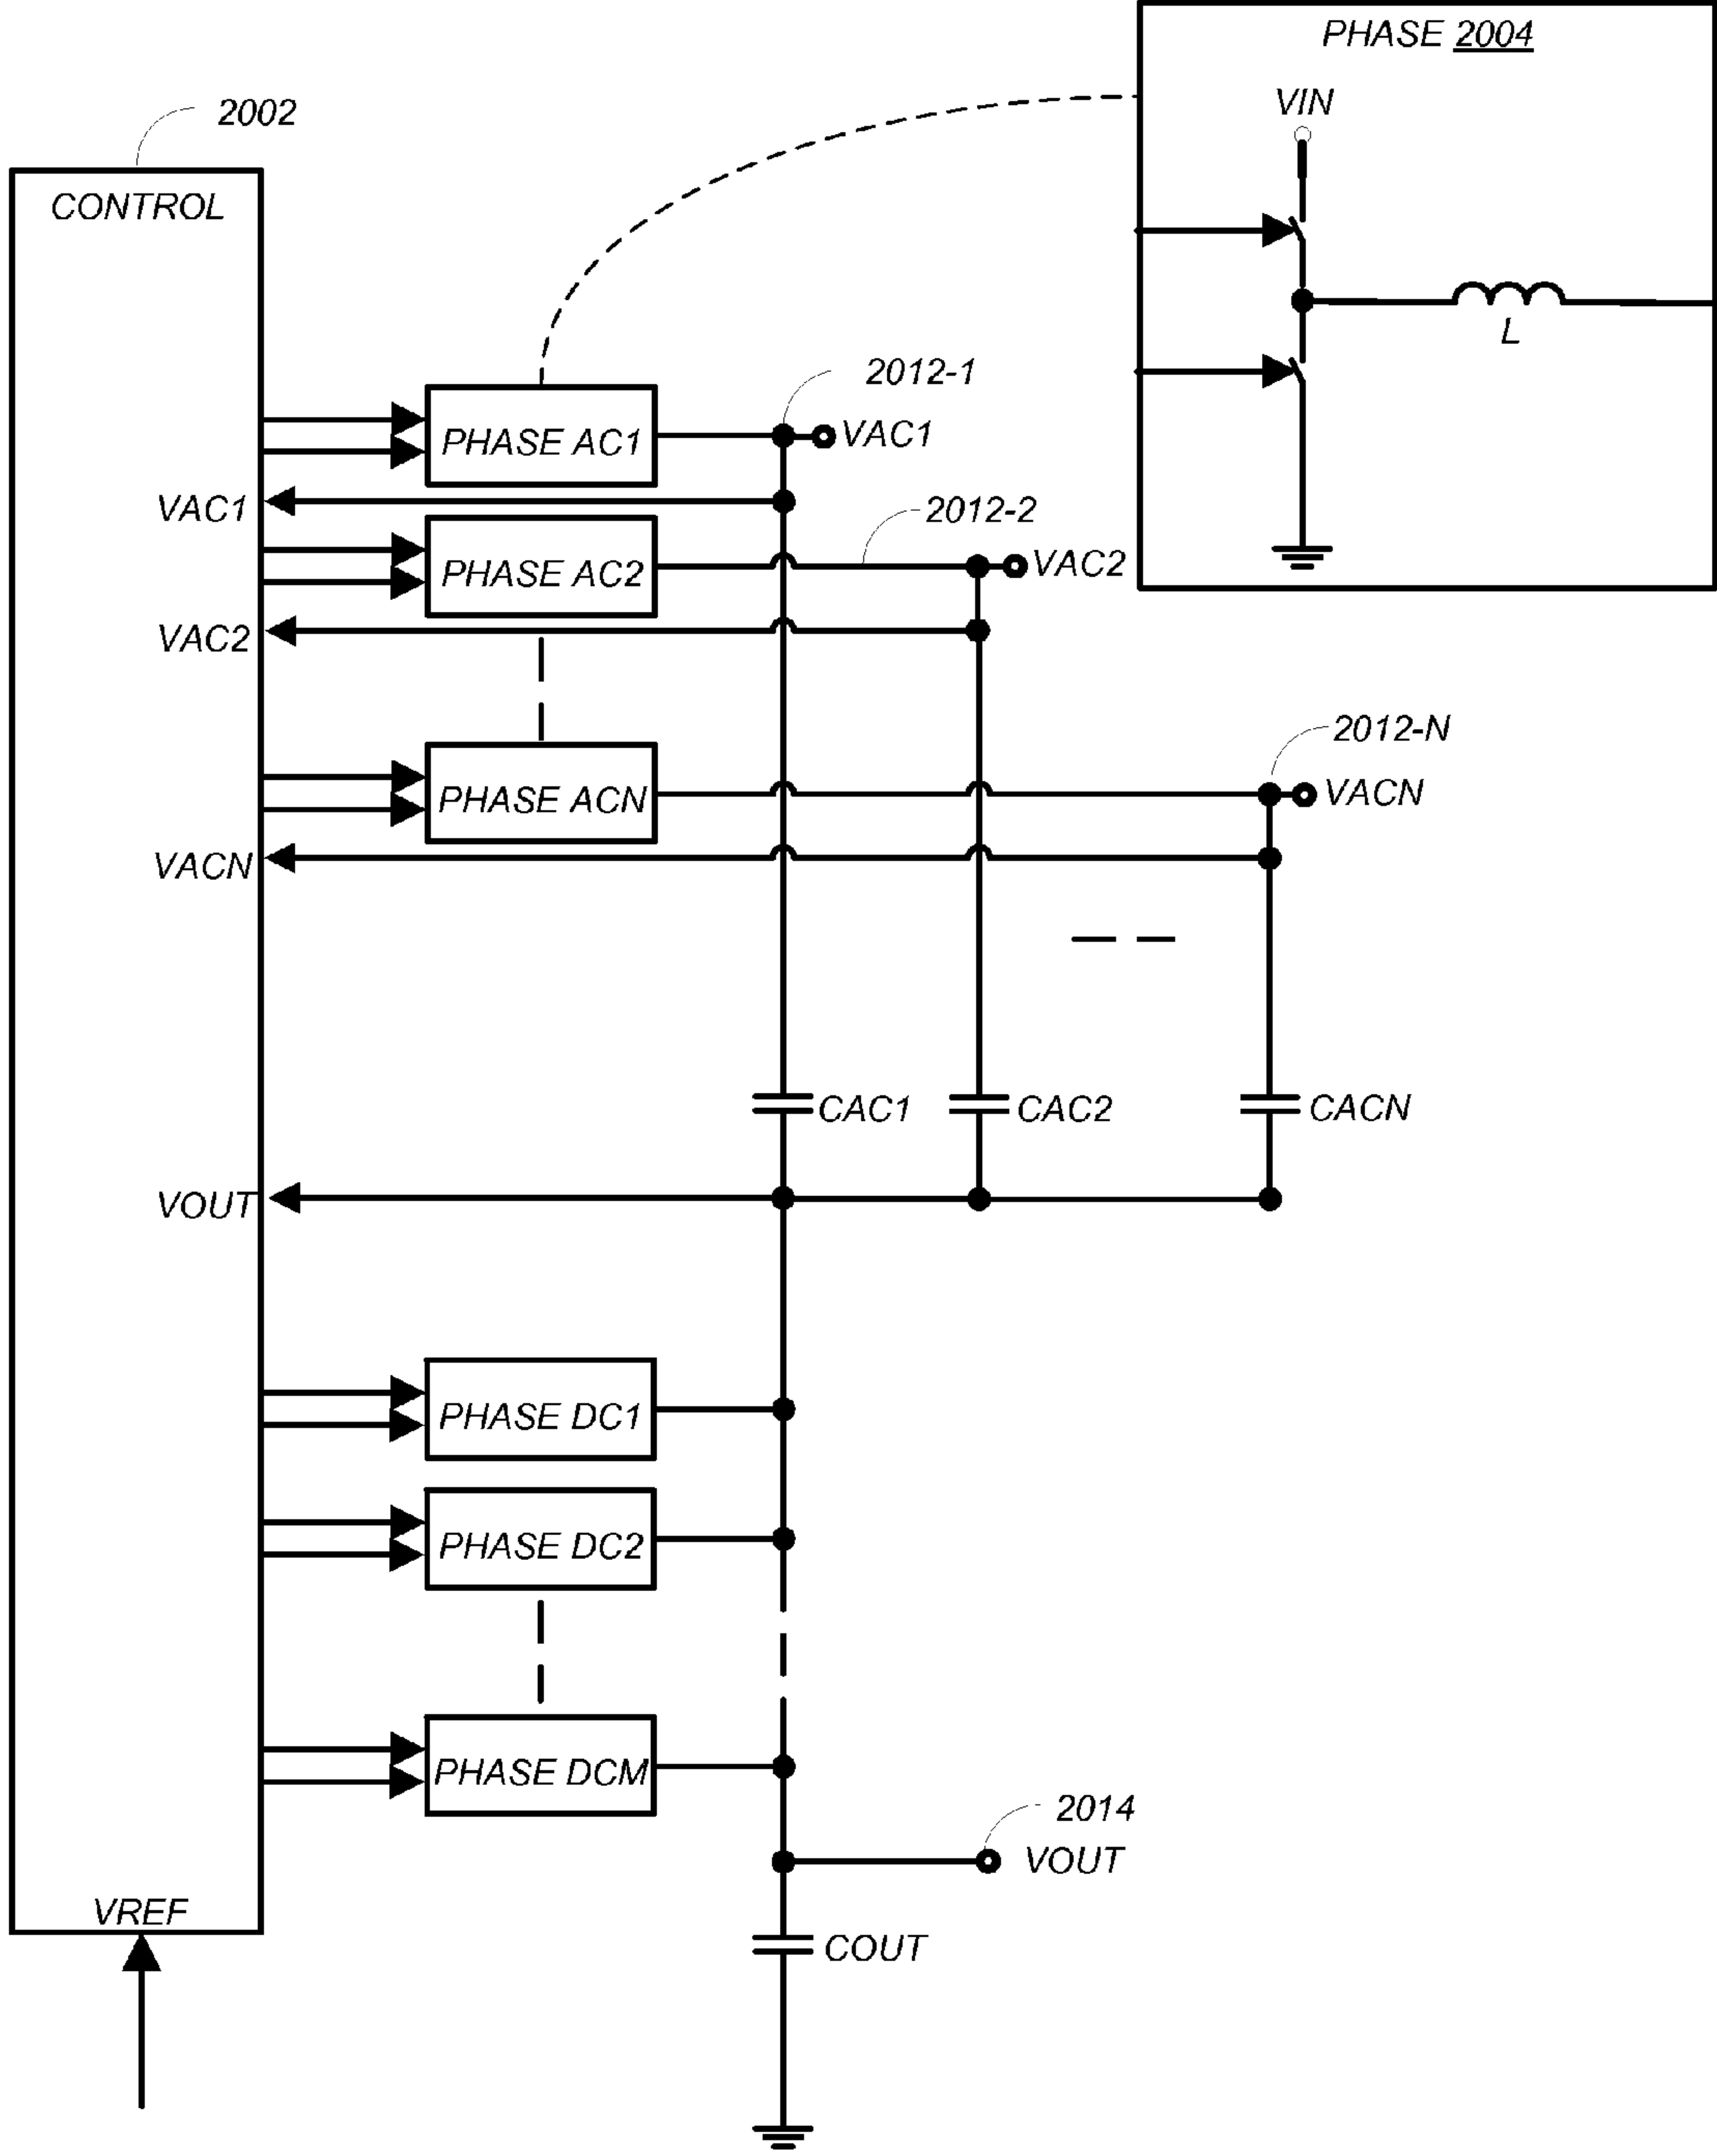 PHASE 2004
VIN
L
2002
CONTROL
2012-1
PHASE AC1
VAC1
VAC1
2012-2
PHASE AC2
VAC2
VAC2
2012-N
PHASE ACN
VACN
VACN
CAC1
CAC2
CACN
VOUT
PHASE DC1
PHASE DC2
PHASE DCM
2014
VOUT
VREF
COUT